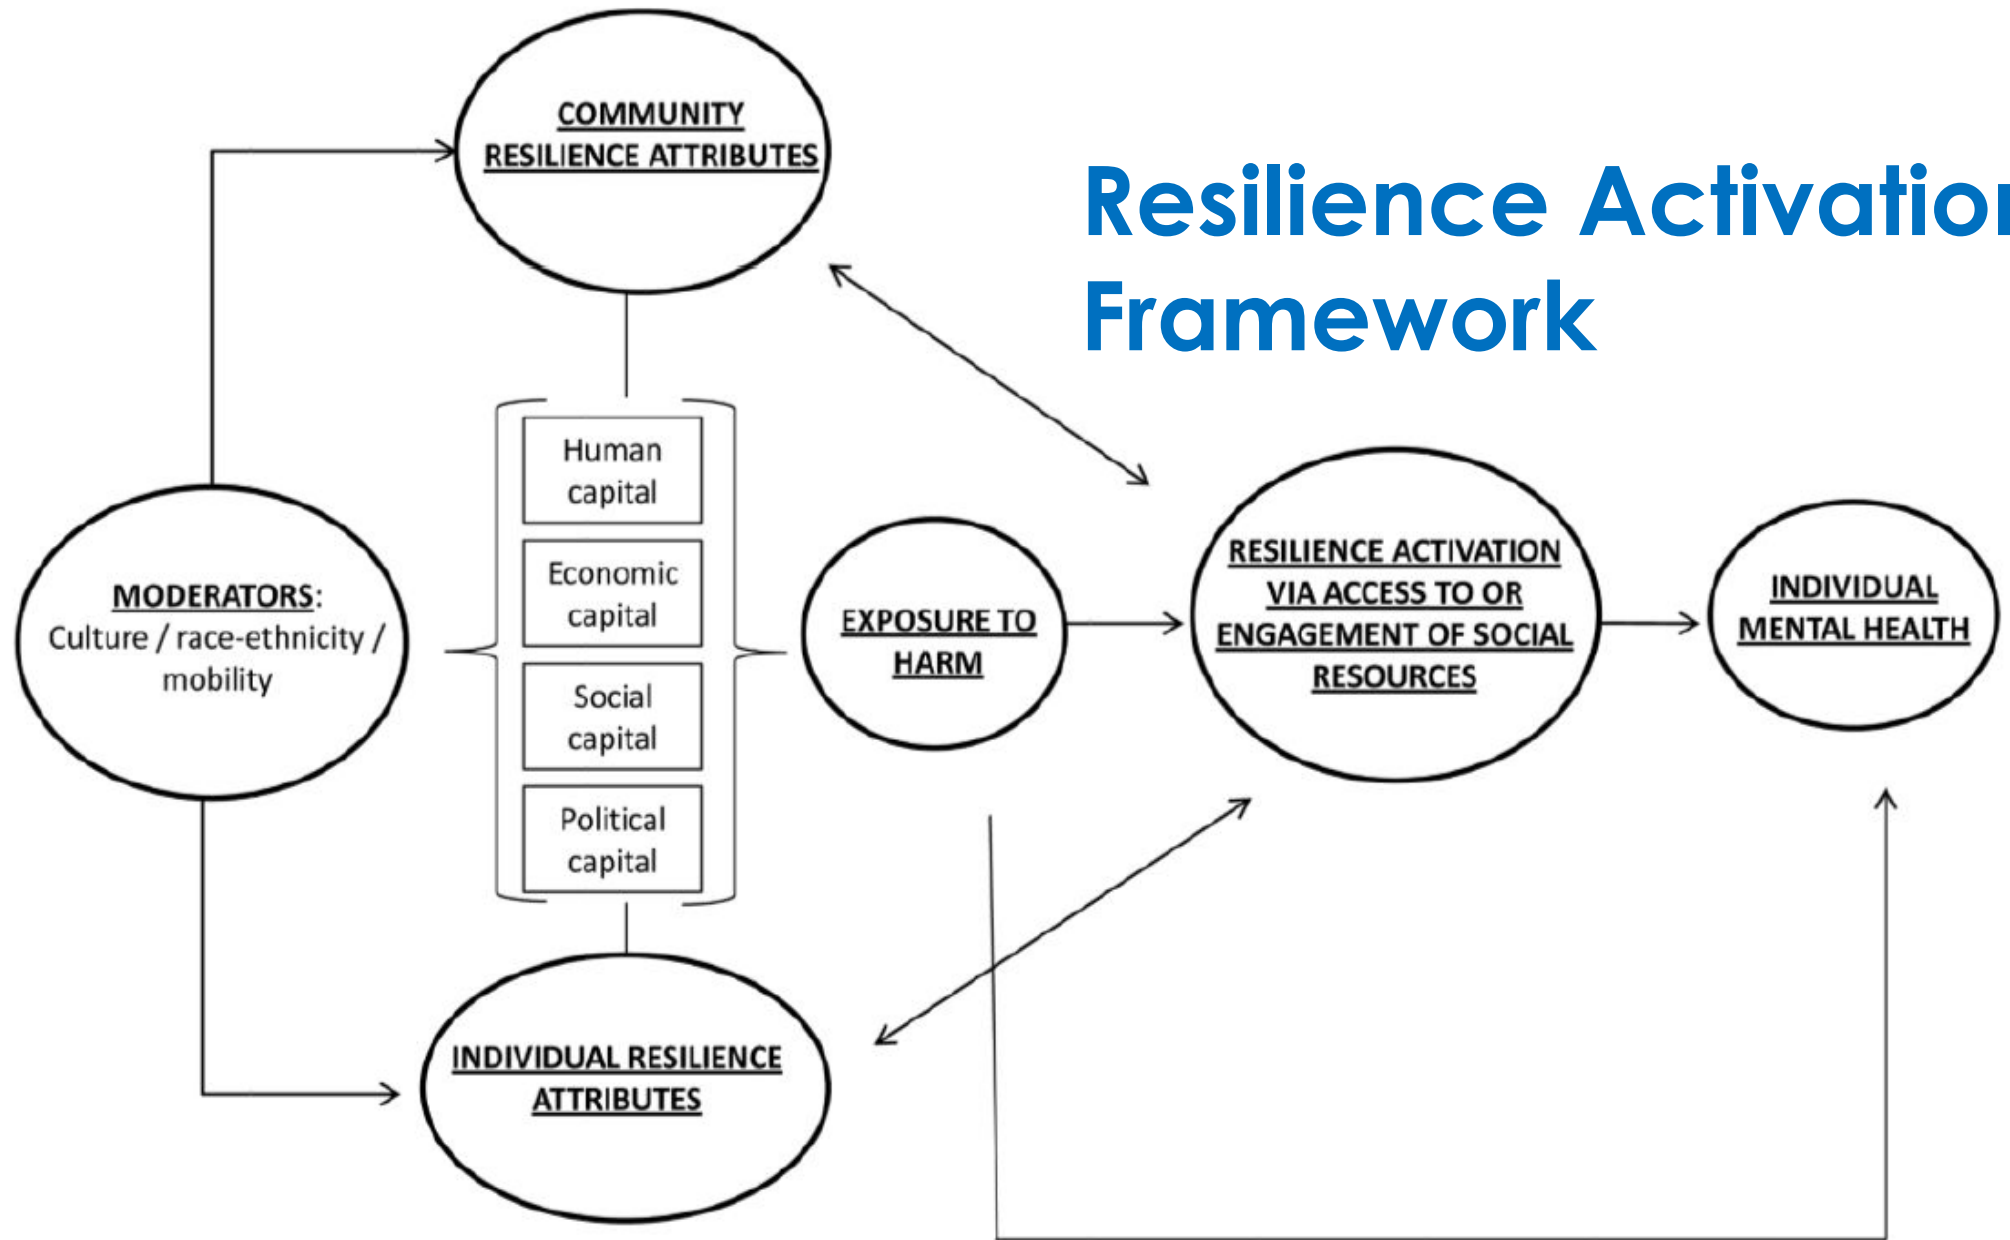 COMMUNITY
RESILIENCE ATTRIBUTES
Resilience Activation
Framework
Human
capital
Economic
capital
Social
capital
Political
capital
MODERATORS:
Culture / race-ethnicity /
mobility
EXPOSURE TO
HARM
RESILIENCE ACTIVATION
VIA ACCESS TO OR
ENGAGEMENT OF SOCIAL
RESOURCES
INDIVIDUAL
MENTAL HEALTH
INDIVIDUAL RESILIENCE
ATTRIBUTES